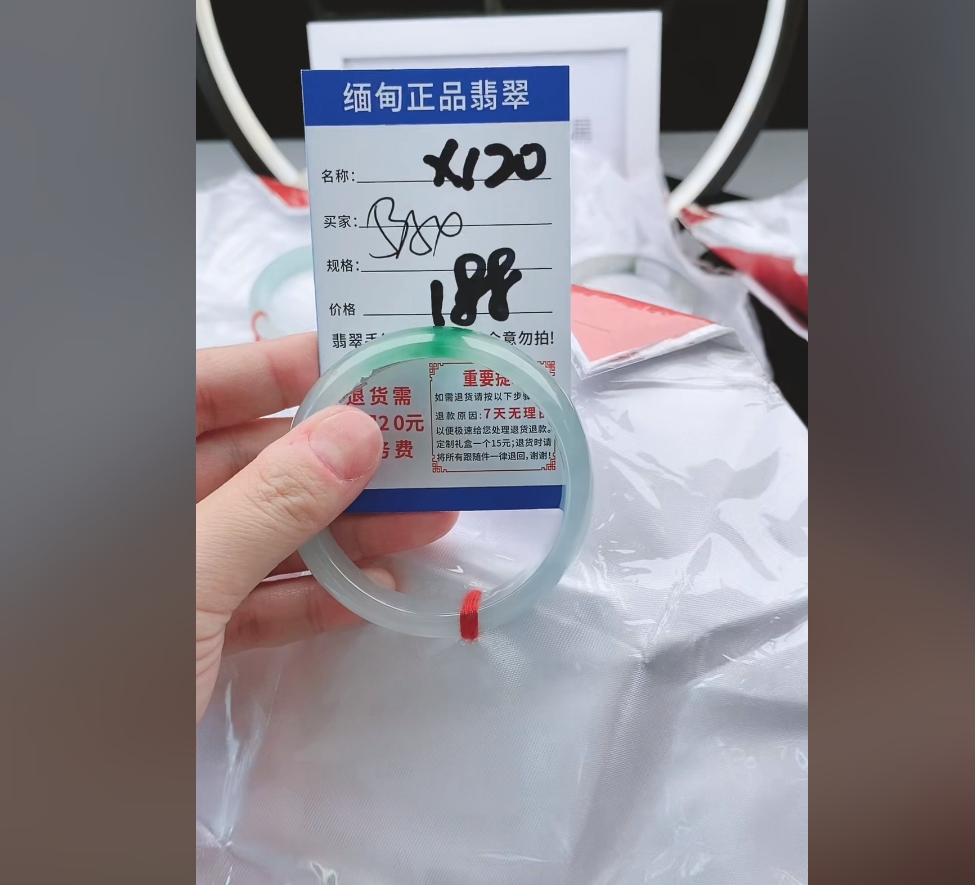 缅甸正品翡翠
名称: X120
买家:
规格:
价格 188
翡翠手 意勿拍!
退货需
20元
费
重要提
如需退货请按以下步
退款原因:7天无理
以便极速给您处理退货退款。
定制礼盒一个15元;退货时请
将所有跟随件一律退回,谢谢!